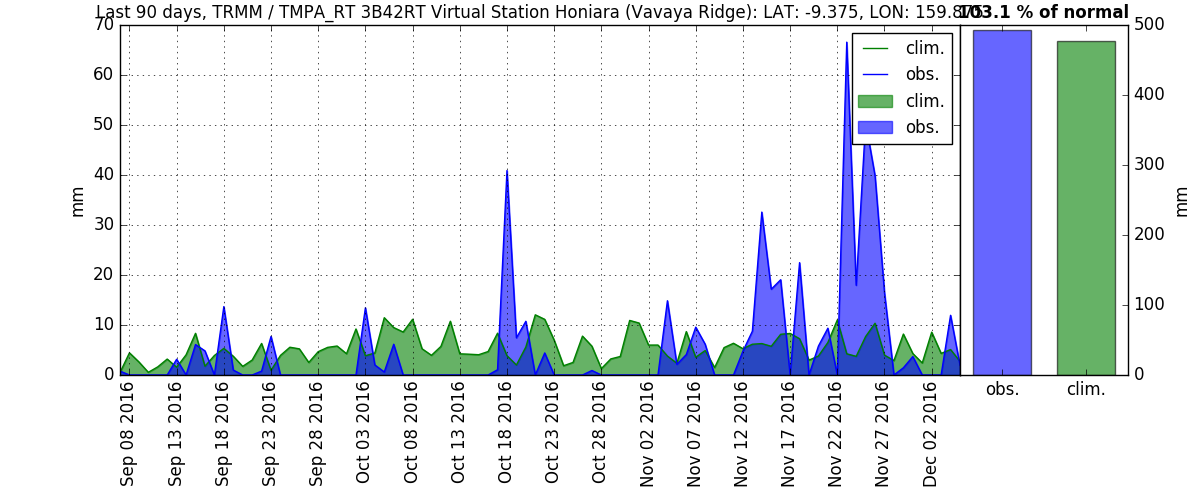 Last 90 days, TRMM / TMPA_RT 3B42RT Virtual Station Honiara (Vavaya Ridge): LAT: -9.375, LON: 159.875
103.1 % of normal
70
60
50
40
30
20
10
0
mm
clim.
obs.
clim.
obs.
500
400
300
200
100
0
mm
obs.
clim.
Sep 08 2016
Sep 13 2016
Sep 18 2016
Sep 23 2016
Sep 28 2016
Oct 03 2016
Oct 08 2016
Oct 13 2016
Oct 18 2016
Oct 23 2016
Oct 28 2016
Nov 02 2016
Nov 07 2016
Nov 12 2016
Nov 17 2016
Nov 22 2016
Nov 27 2016
Dec 02 2016